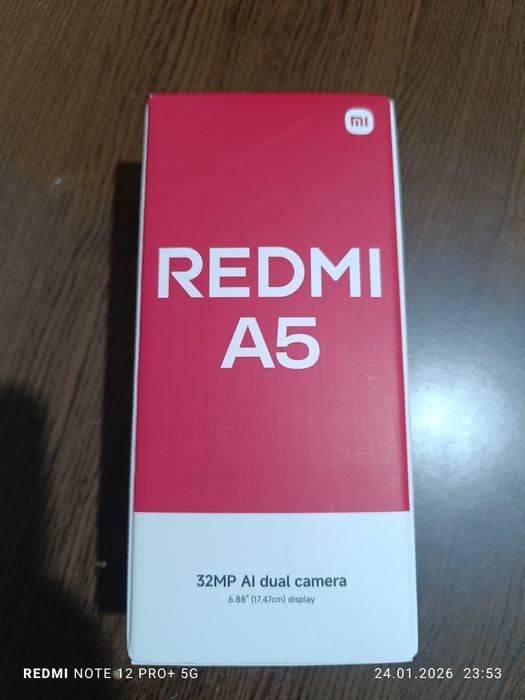 mi
REDMI
A5
32MP AI dual camera
6.88" (17.47cm) display
REDMI NOTE 12 PRO+ 5G
24.01.2026 23:53